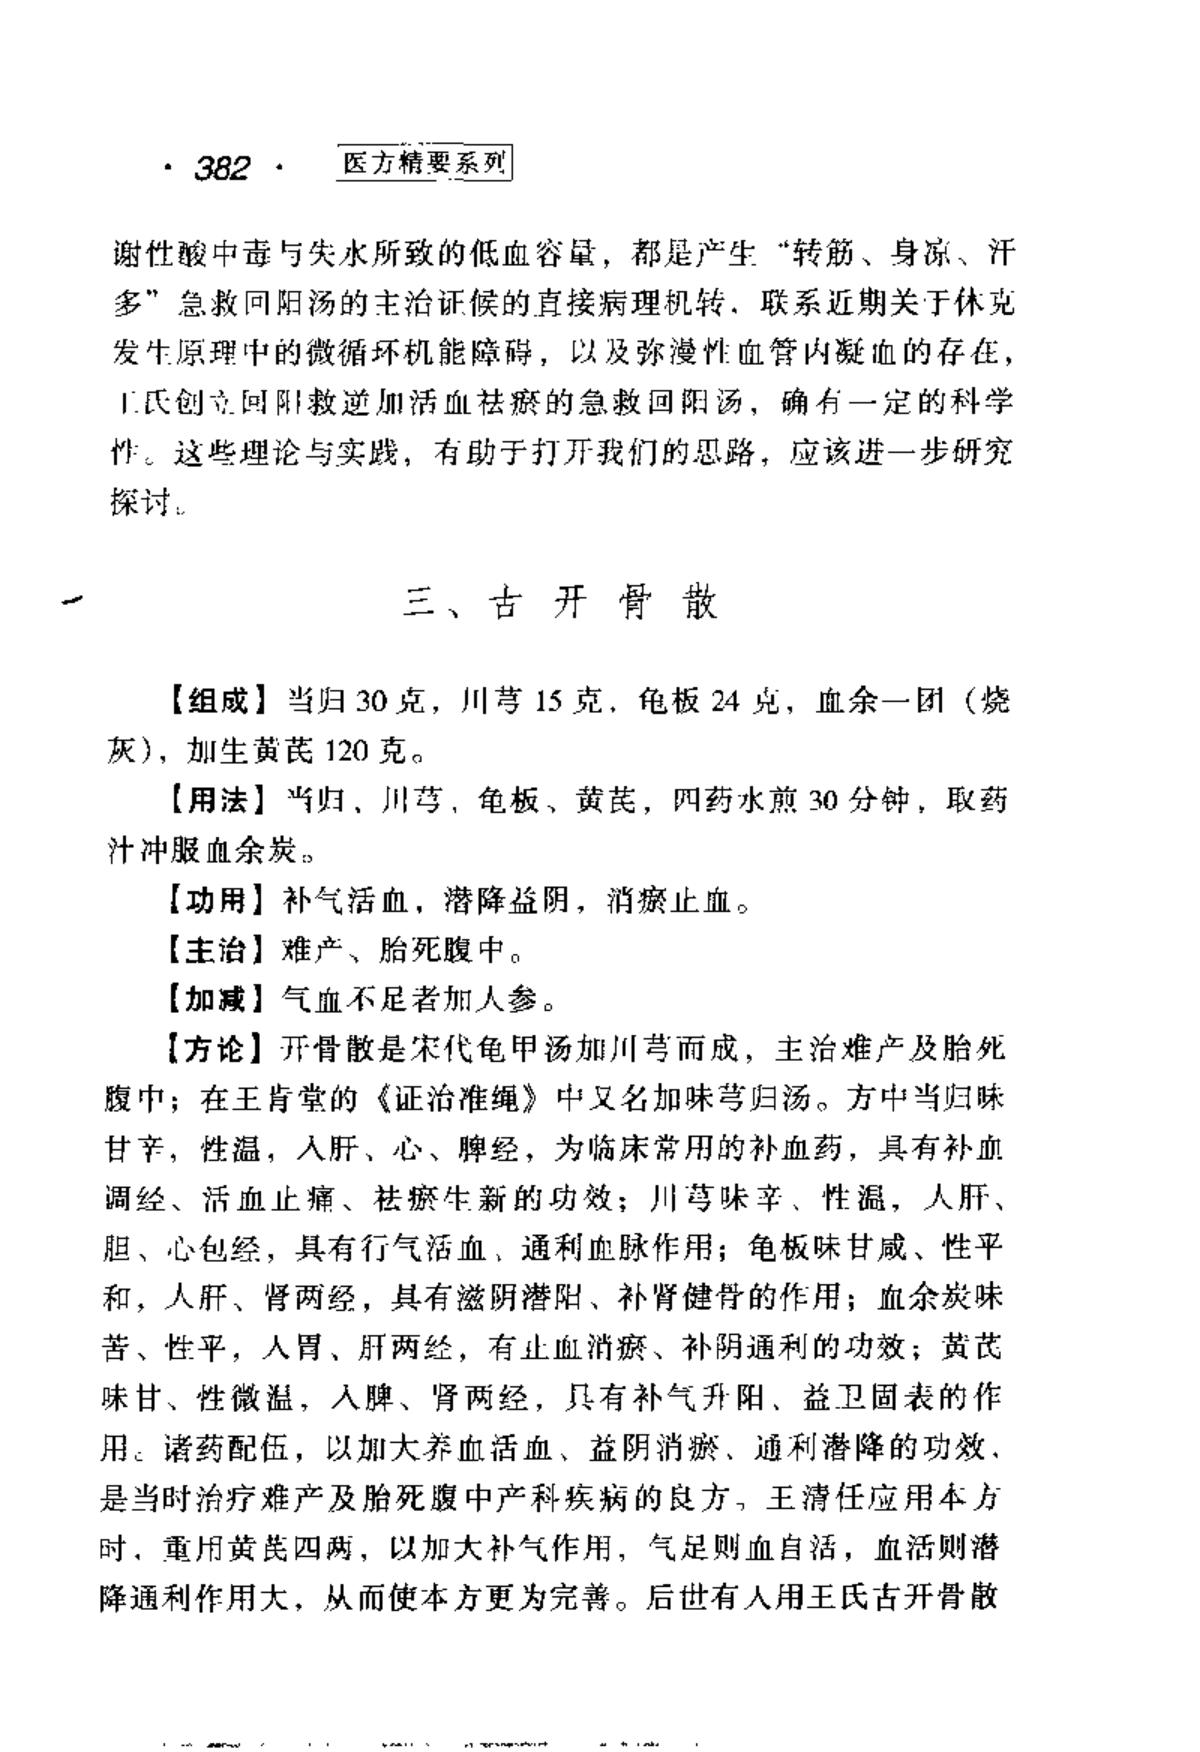 · 382 · 医方精要系列
谢性酸中毒与失水所致的低血容量，都是产生“转筋、身凉、汗
多”急救回阳汤的主治证候的直接病理机转．联系近期关于休克
发生原理中的微循环机能障碍，以及弥漫性血管内凝血的存在，
王氏创立回阳救逆加活血祛瘀的急救回阳汤，确有一定的科学
性。这些理论与实践，有助于打开我们的思路，应该进一步研究
探讨。
三、古开骨散
【组成】当归 30 克，川芎 15 克，龟板 24 克，血余一团（烧
灰），加生黄芪 120 克。
【用法】当归、川芎、龟板、黄芪，四药水煎 30 分钟，取药
汁冲服血余炭。
【功用】补气活血，潜降益阴，消瘀止血。
【主治】难产、胎死腹中。
【加减】气血不足者加人参。
【方论】开骨散是宋代龟甲汤加川芎而成，主治难产及胎死
腹中；在王肯堂的《证治准绳》中又名加味芎归汤。方中当归味
甘辛，性温，入肝、心、脾经，为临床常用的补血药，具有补血
调经、活血止痛、祛瘀生新的功效；川芎味辛、性温，人肝、
胆、心包经，具有行气活血、通利血脉作用；龟板味甘咸、性平
和，人肝、肾两经，具有滋阴潜阳、补肾健骨的作用；血余炭味
苦、性平，人胃、肝两经，有止血消瘀、补阴通利的功效；黄芪
味甘、性微温，入脾、肾两经，具有补气升阳、益卫固表的作
用。诸药配伍，以加大养血活血、益阴消瘀、通利潜降的功效，
是当时治疗难产及胎死腹中产科疾病的良方。王清任应用本方
时，重用黄芪四两，以加大补气作用，气足则血自活，血活则潜
降通利作用大，从而使本方更为完善。后世有人用王氏古开骨散